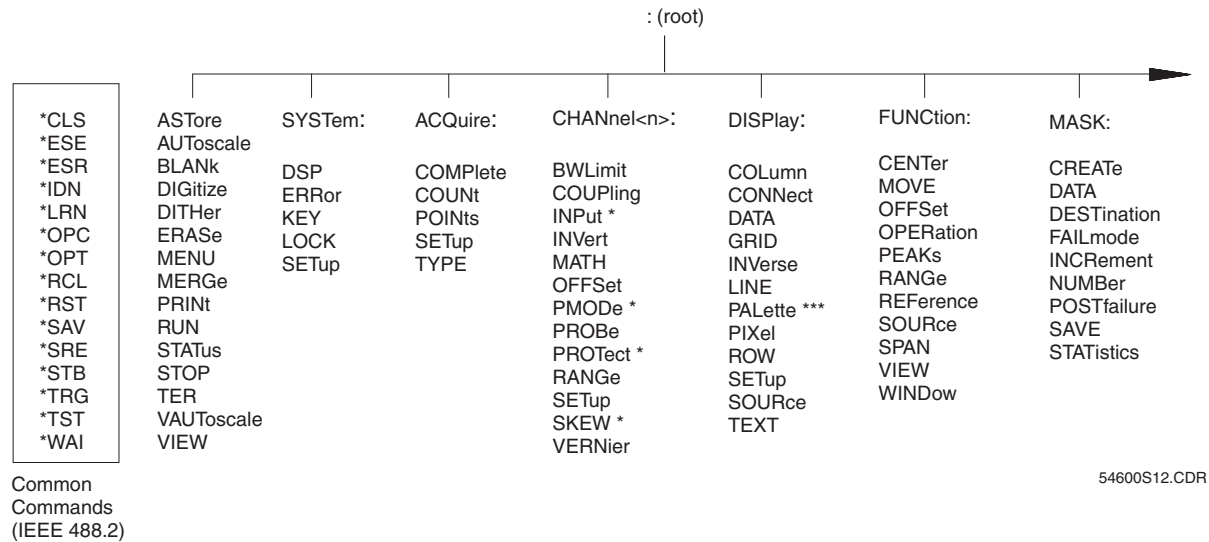 : (root)
*CLS
*ESE
*ESR
*IDN
*LRN
*OPC
*OPT
*RCL
*RST
*SAV
*SRE
*STB
*TRG
*TST
*WAI
Common
Commands
(IEEE 488.2)
ASTore
AUToscale
BLANk
DIGitize
DITHer
ERASe
MENU
MERGe
PRINt
RUN
STATus
STOP
TER
VAUToscale
VIEW
SYSTem:
DSP
ERRor
KEY
LOCK
SETup
ACQuire:
COMPlete
COUNt
POINts
SETup
TYPE
CHANnel<n>:
BWLimit
COUPling
INPut *
INVert
MATH
OFFSet
PMODe *
PROBe
PROTect *
RANGe
SETup
SKEW *
VERNier
DISPlay:
COLumn
CONNect
DATA
GRID
INVerse
LINE
PALette ***
PIXel
ROW
SETup
SOURce
TEXT
FUNCtion:
CENTer
MOVE
OFFSet
OPERation
PEAKs
RANGe
REFerence
SOURce
SPAN
VIEW
WINDow
MASK:
CREATe
DATA
DESTination
FAILmode
INCRement
NUMBer
POSTfailure
SAVE
STATistics
54600S12.CDR